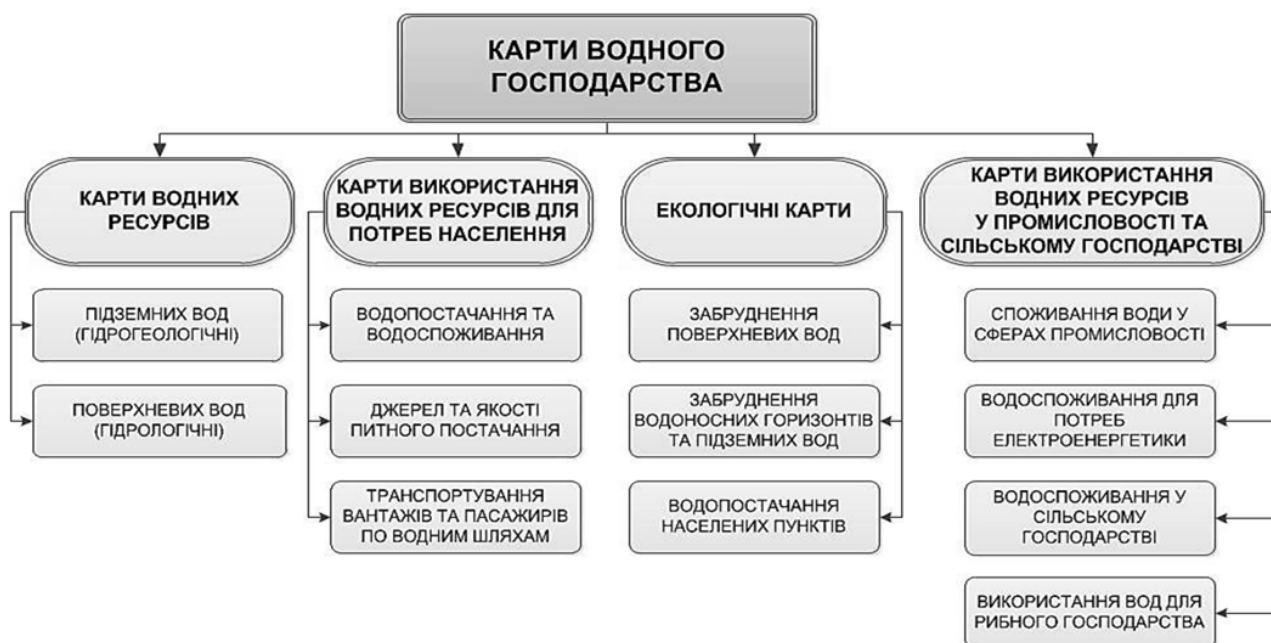 КАРТИ ВОДНОГО
ГОСПОДАРСТВА
КАРТИ ВОДНИХ
РЕСУРСІВ
ПІДЗЕМНИХ ВОД
(ГІДРОГЕОЛОГІЧНІ)
ПОВЕРХНЕВИХ ВОД
(ГІДРОЛОГІЧНІ)
КАРТИ ВИКОРИСТАННЯ
ВОДНИХ РЕСУРСІВ ДЛЯ
ПОТРЕБ НАСЕЛЕННЯ
ВОДОПОСТАЧАННЯ ТА
ВОДОСПОЖИВАННЯ
ДЖЕРЕЛ ТА ЯКОСТІ
ПИТНОГО ПОСТАЧАННЯ
ТРАНСПОРТУВАННЯ
ВАНТАЖІВ ТА ПАСАЖИРІВ
ПО ВОДНИМ ШЛЯХАМ
ЕКОЛОГІЧНІ КАРТИ
ЗАБРУДНЕННЯ
ПОВЕРХНЕВИХ ВОД
ЗАБРУДНЕННЯ
ВОДОНОСНИХ ГОРИЗОНТІВ
ТА ПІДЗЕМНИХ ВОД
ВОДОПОСТАЧАННЯ
НАСЕЛЕНИХ ПУНКТІВ
КАРТИ ВИКОРИСТАННЯ
ВОДНИХ РЕСУРСІВ
У ПРОМИСЛОВОСТІ ТА
СІЛЬСЬКОМУ ГОСПОДАРСТВІ
СПОЖИВАННЯ ВОДИ У
СФЕРАХ ПРОМИСЛОВОСТІ
ВОДОСПОЖИВАННЯ ДЛЯ
ПОТРЕБ
ЕЛЕКТРОЕНЕРГЕТИКИ
ВОДОСПОЖИВАННЯ У
СІЛЬСЬКОМУ
ГОСПОДАРСТВІ
ВИКОРИСТАННЯ ВОД ДЛЯ
РИБНОГО ГОСПОДАРСТВА